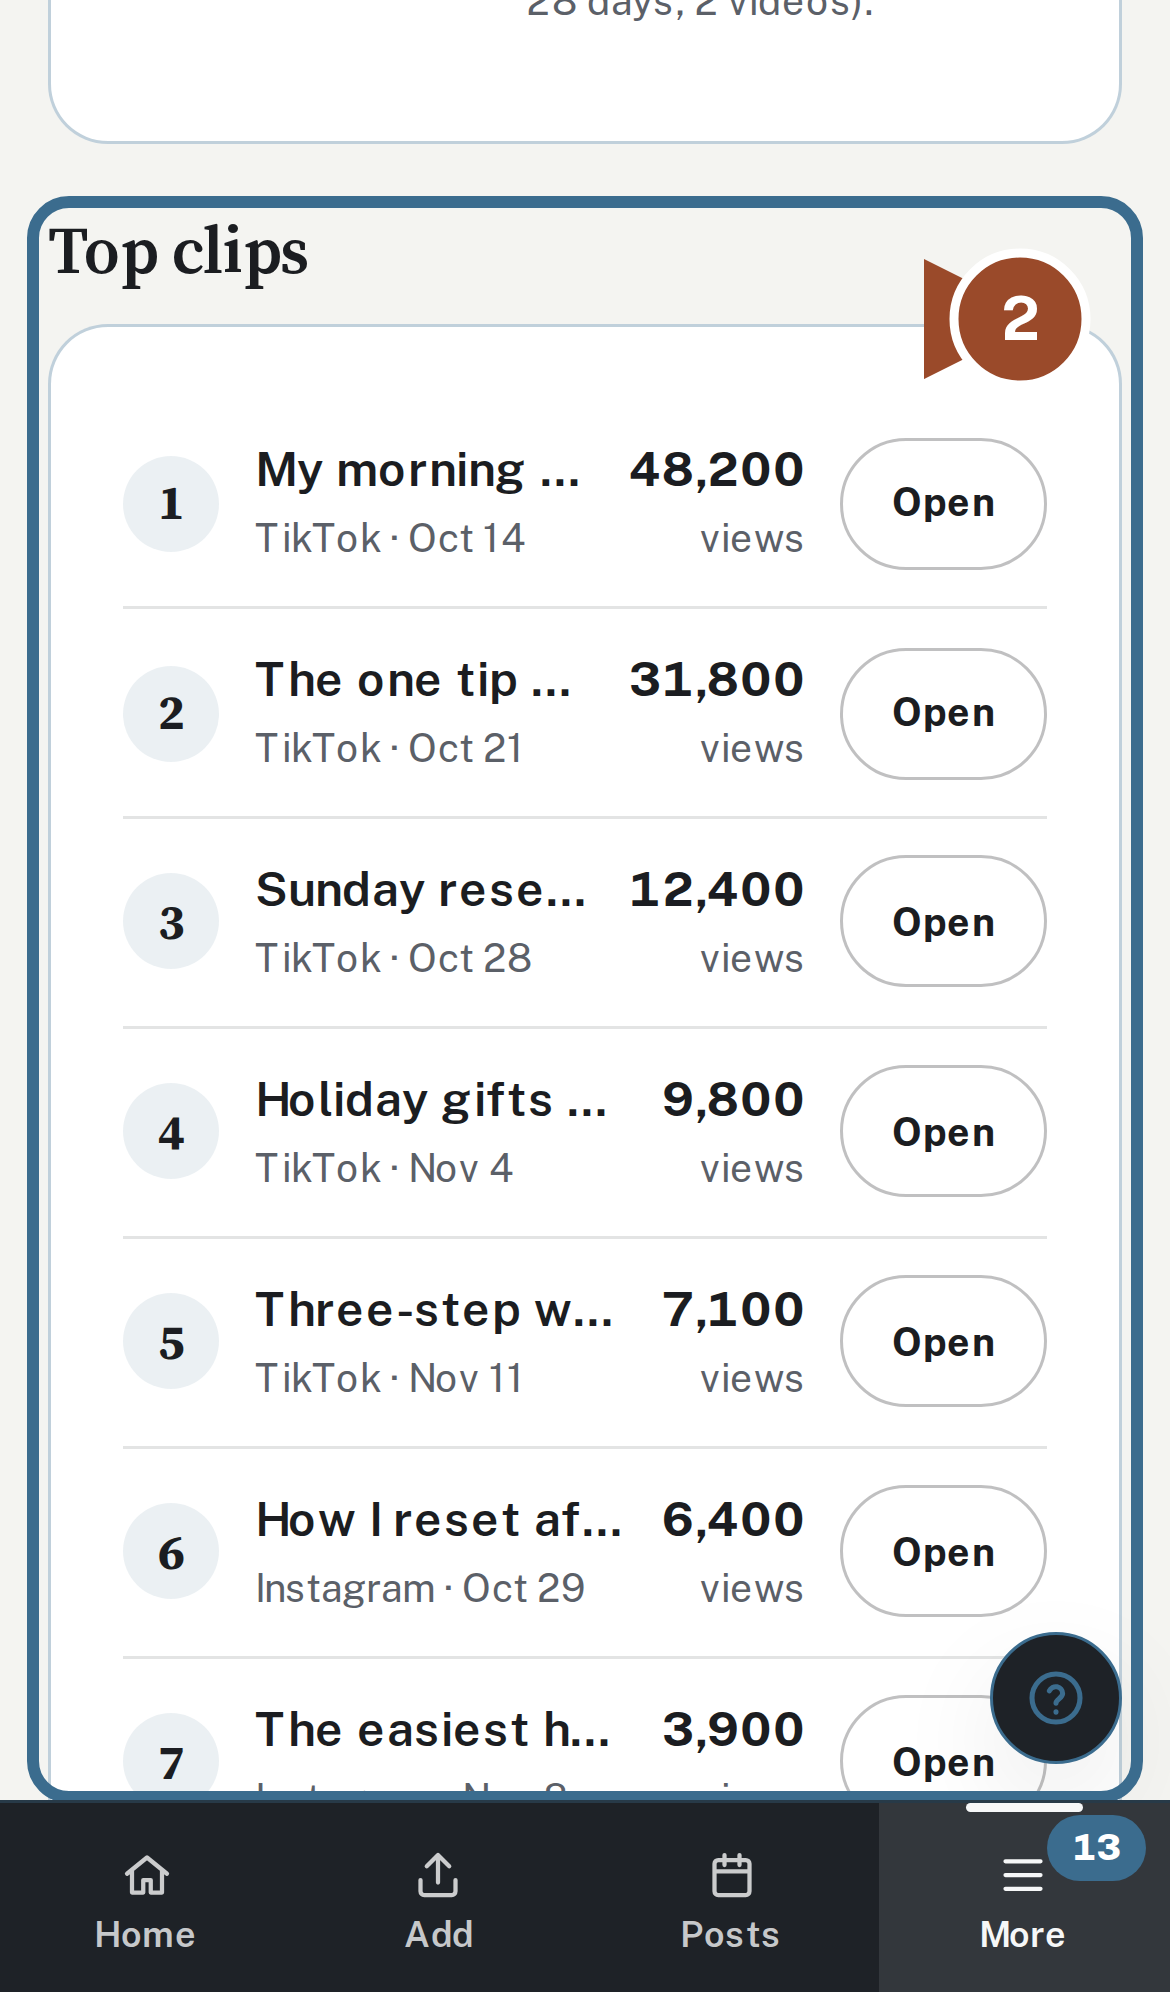 28 days, 2 videos).
Top clips
2
1
My morning ...
48,200
TikTok · Oct 14
views
Open
2
The one tip ...
31,800
TikTok · Oct 21
views
Open
3
Sunday rese...
12,400
TikTok · Oct 28
views
Open
4
Holiday gifts ...
9,800
TikTok · Nov 4
views
Open
5
Three-step w...
7,100
TikTok · Nov 11
views
Open
6
How I reset af...
6,400
Instagram · Oct 29
views
Open
7
The easiest h...
3,900
Open
13
Home
Add
Posts
More